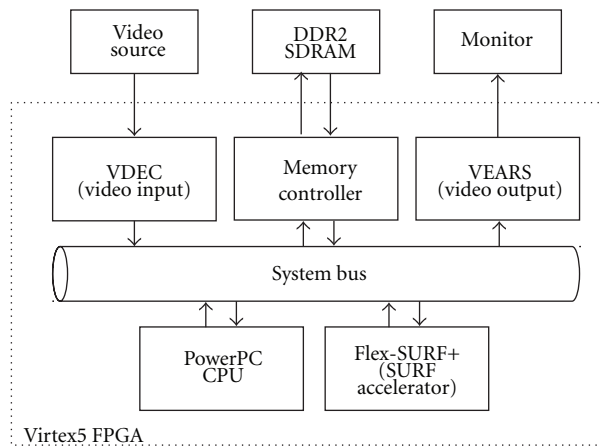 Video
source
DDR2
SDRAM
Monitor
VDEC
(video input)
Memory
controller
VEARS
(video output)
System bus
PowerPC
CPU
Flex-SURF+
(SURF
accelerator)
Virtex5 FPGA